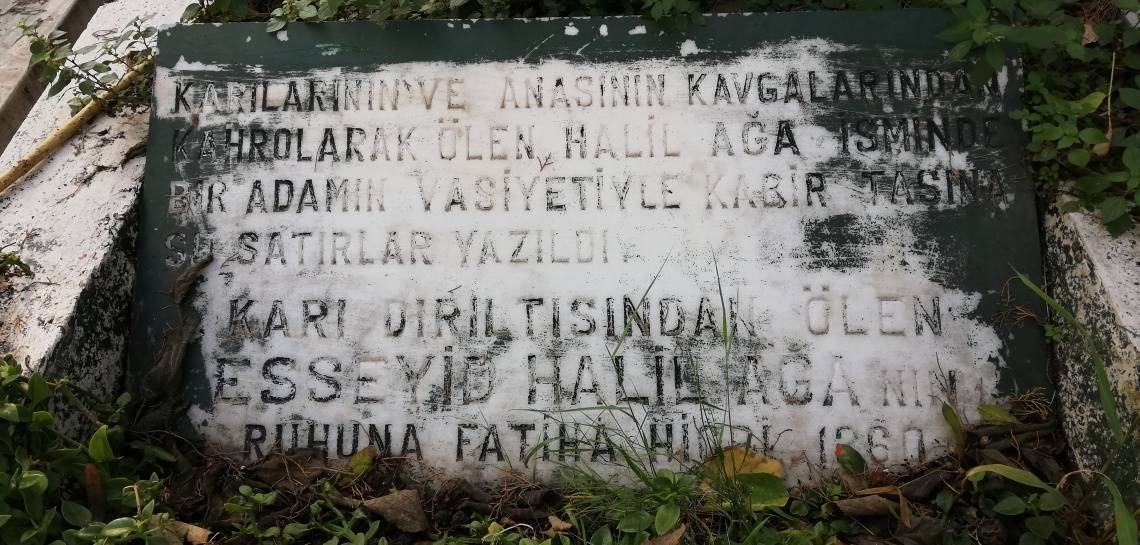 KARILARININ VE ANASININ KAVGALARINDAN
KAHROLARAK ÖLEN, HALİL AĞA İSMİNDE
BİR ADAMIN VASİYETİYLE KABİR TAŞINA
ŞU SATIRLAR YAZILDI
KARI DIRILTISINDAN ÖLEN
ESSEYİD HALİL AĞA NIN
RUHUNA FATİHA HİCRİ 1260